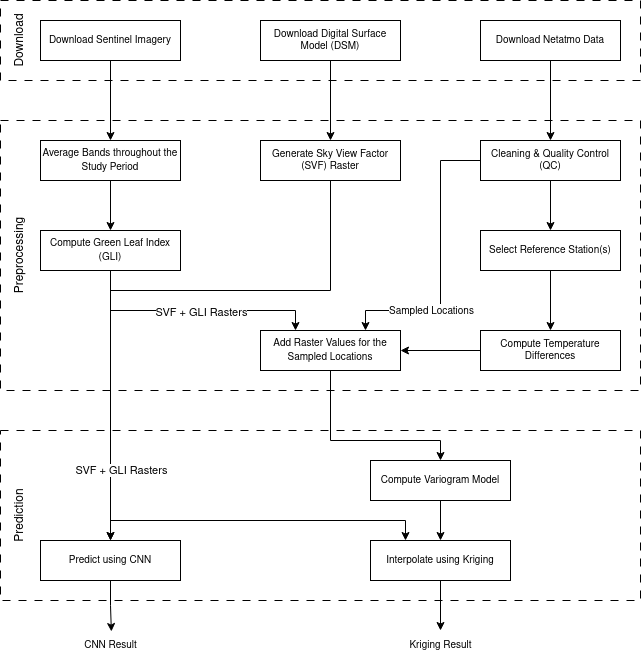 Download
Download Sentinel Imagery
Download Digital Surface
Model (DSM)
Download Netatmo Data
Preprocessing
Average Bands throughout the
Study Period
Generate Sky View Factor
(SVF) Raster
Cleaning & Quality Control
(QC)
Compute Green Leaf Index
(GLI)
Select Reference Station(s)
SVF + GLI Rasters
Sampled Locations
Add Raster Values for the
Sampled Locations
Compute Temperature
Differences
Prediction
SVF + GLI Rasters
Compute Variogram Model
Predict using CNN
Interpolate using Kriging
CNN Result
Kriging Result